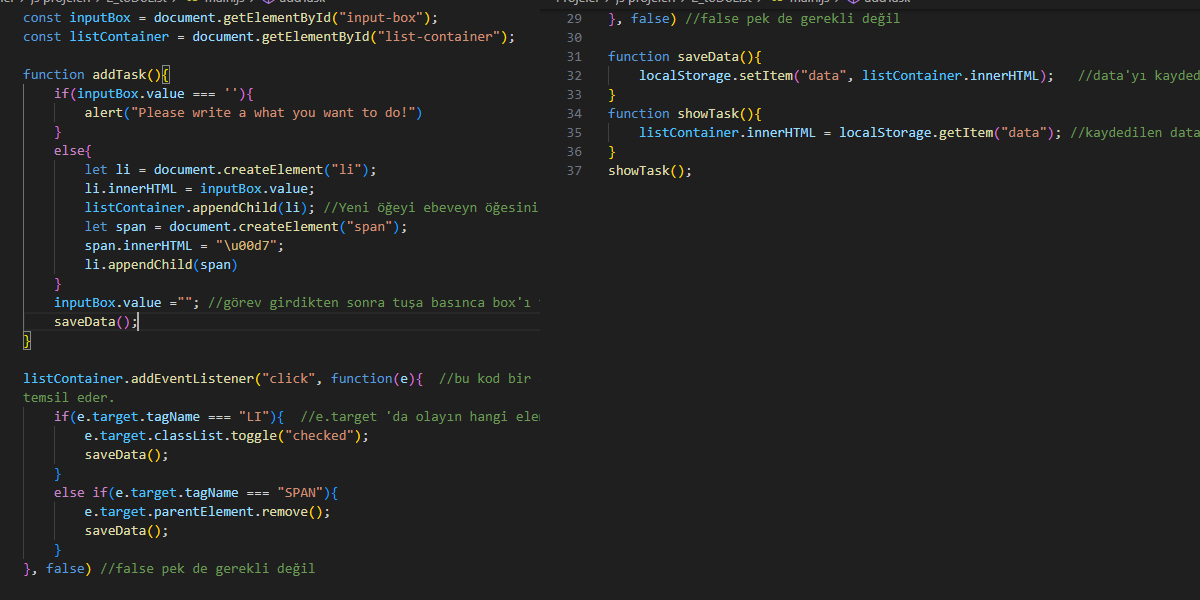 const inputBox = document.getElementById("input-box");
const listContainer = document.getElementById("list-container");
function addTask(){
if(inputBox.value === ''){
alert("Please write a what you want to do!")
}
else{
let li = document.createElement("li");
li.innerHTML = inputBox.value;
listContainer.appendChild(li); //Yeni öğeyi ebeveyn öğesini
let span = document.createElement("span");
span.innerHTML = "\u00d7";
li.appendChild(span)
}
inputBox.value =""; //görev girdikten sonra tuşa basınca box'ı
saveData();
}
listContainer.addEventListener("click", function(e){ //bu kod bir
temsil eder.
if(e.target.tagName === "LI"){ //e.target 'da olayın hangi
e.target.classList.toggle("checked");
saveData();
}
else if(e.target.tagName === "SPAN"){
e.target.parentElement.remove();
saveData();
}
}, false) //false pek de gerekli değil
29 }, false) //false pek de gerekli değil
30
31 function saveData(){
32 localStorage.setItem("data", listContainer.innerHTML); //data'yı
33 }
34 function showTask(){
35 listContainer.innerHTML = localStorage.getItem("data"); //kaydedilen data
36 }
37 showTask();